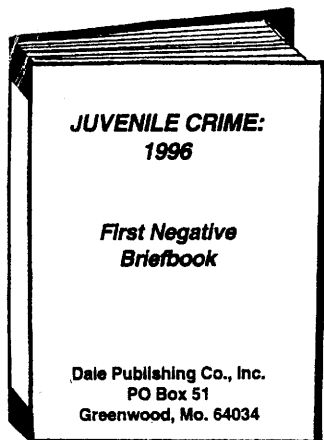 JUVENILE CRIME:
1996
First Negative
Briefbook
Dale Publishing Co., Inc.
PO Box 51
Greenwood, Mo. 64034